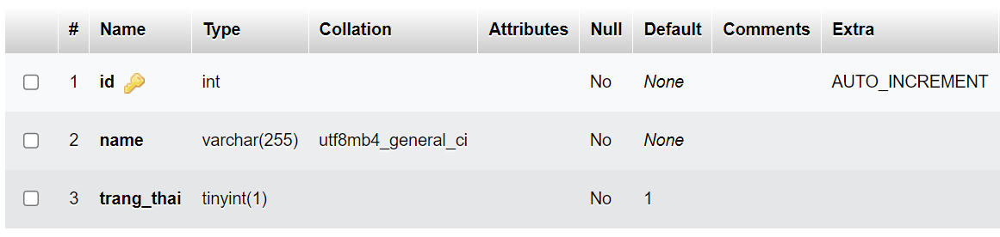 # Name Type Collation Attributes Null Default Comments Extra
1 id int No None AUTO_INCREMENT
2 name varchar(255) utf8mb4_general_ci No None
3 trang_thai tinyint(1) No 1